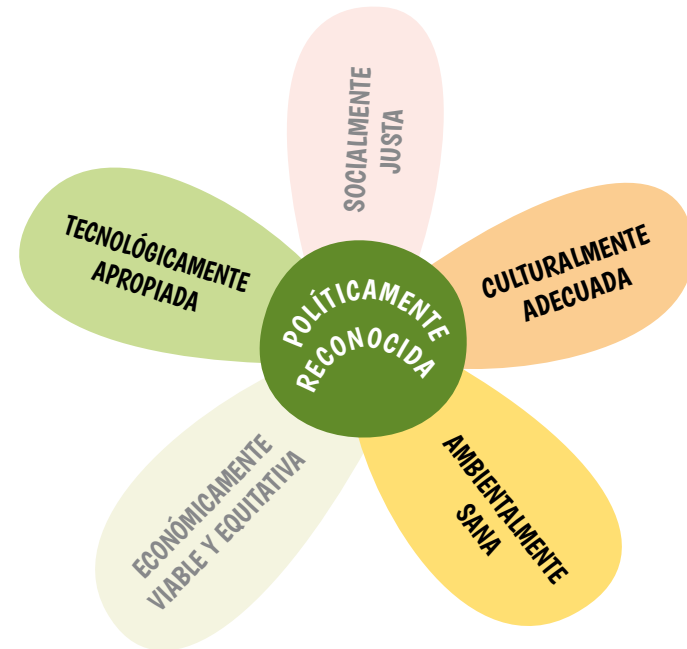 SOCIALMENTE
JUSTA
TECNOLÓGICAMENTE
APROPIADA
CULTURALMENTE
ADECUADA
POLÍTICAMENTE
RECONOCIDA
ECONÓMICAMENTE
VIABLE Y EQUITATIVA
AMBIENTALMENTE
SANA